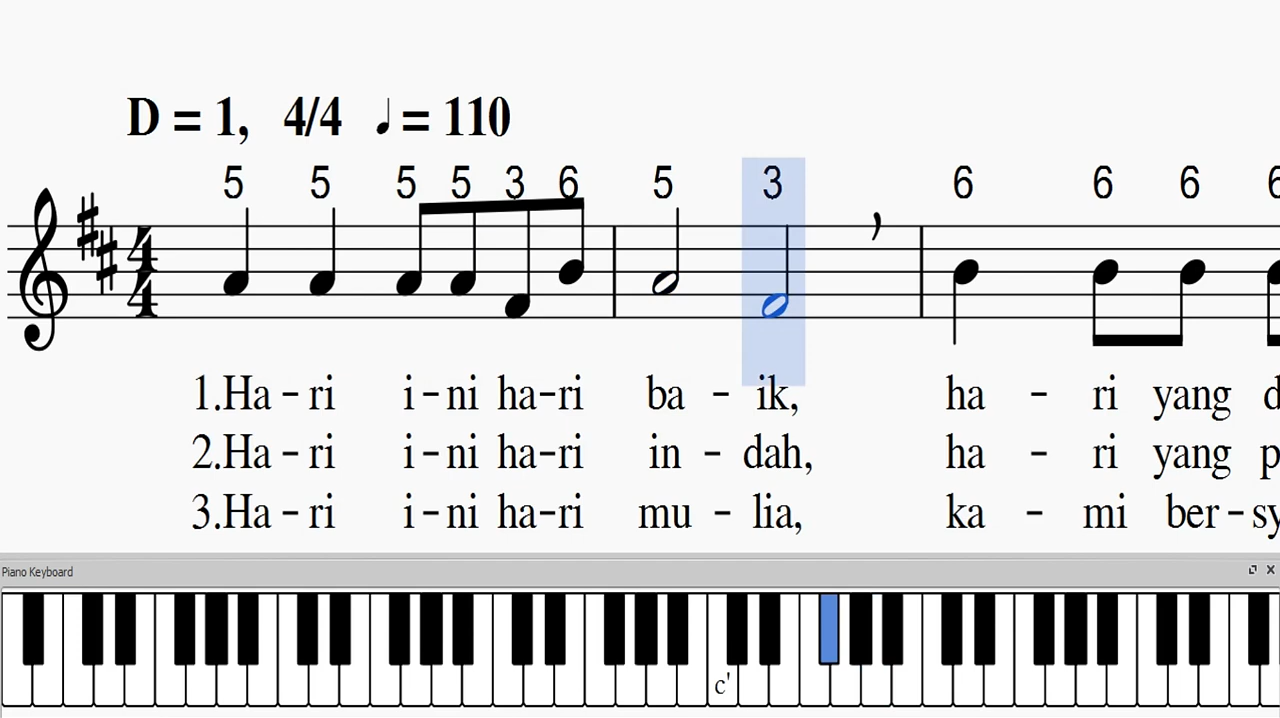 D = 1, 4/4 ♩ = 110
5 5 5 5 3 6 5 3 6 6 6 6
4
4
1.Ha - ri i - ni ha - ri ba - ik, ha - ri yang d
2.Ha - ri i - ni ha - ri in - dah, ha - ri yang p
3.Ha - ri i - ni ha - ri mu - lia, ka - mi ber - sy
Piano Keyboard
c'